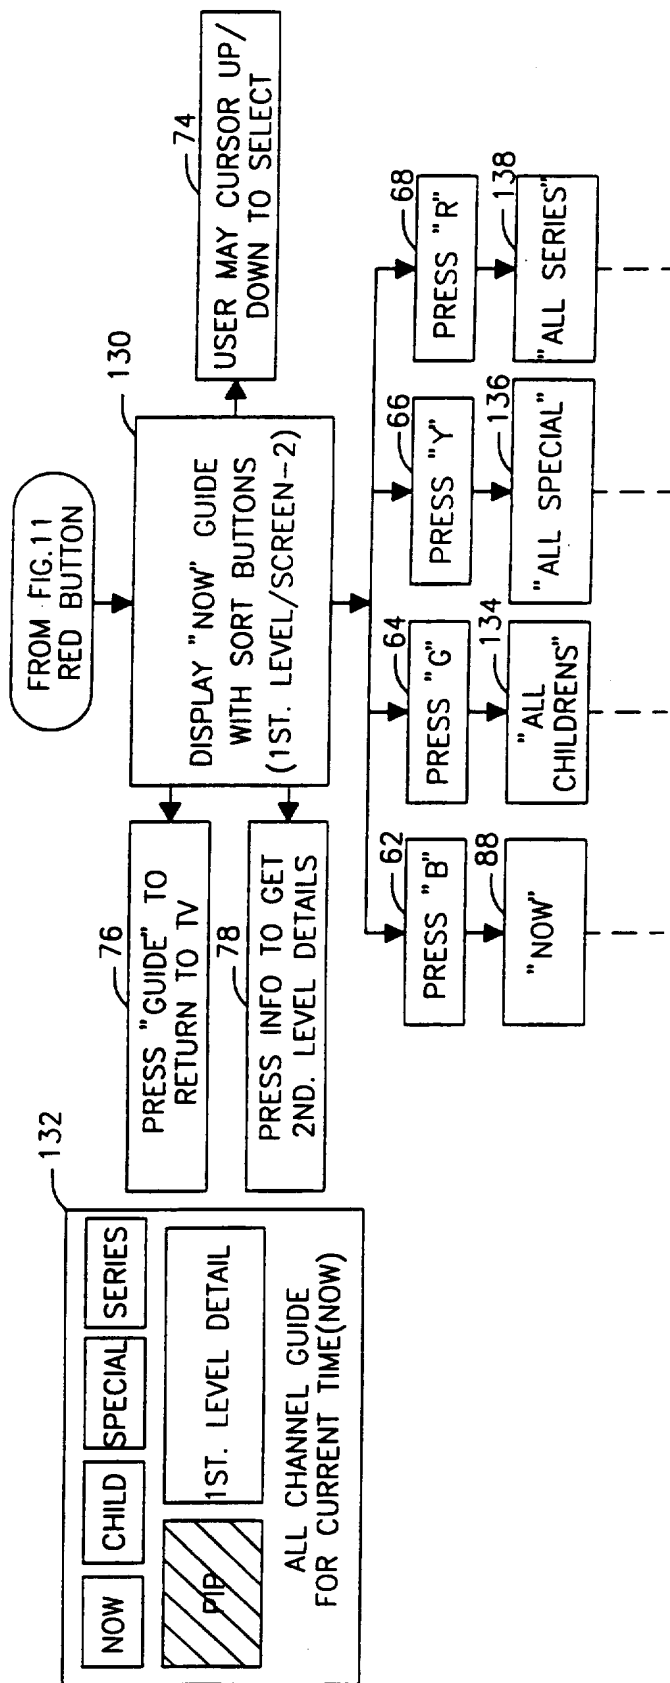 FROM FIG.11
RED BUTTON
130
DISPLAY "NOW" GUIDE
WITH SORT BUTTONS
(1ST. LEVEL/SCREEN-2)
74
USER MAY CURSOR UP/
DOWN TO SELECT
76
PRESS "GUIDE" TO
RETURN TO TV
78
PRESS INFO TO GET
2ND. LEVEL DETAILS
132
NOW
CHILD
SPECIAL
SERIES
PIP
1ST. LEVEL DETAIL
ALL CHANNEL GUIDE
FOR CURRENT TIME(NOW)
62
PRESS "B"
88
"NOW"
64
PRESS "G"
134
"ALL
CHILDRENS"
66
PRESS "Y"
136
"ALL SPECIAL"
68
PRESS "R"
138
"ALL SERIES"